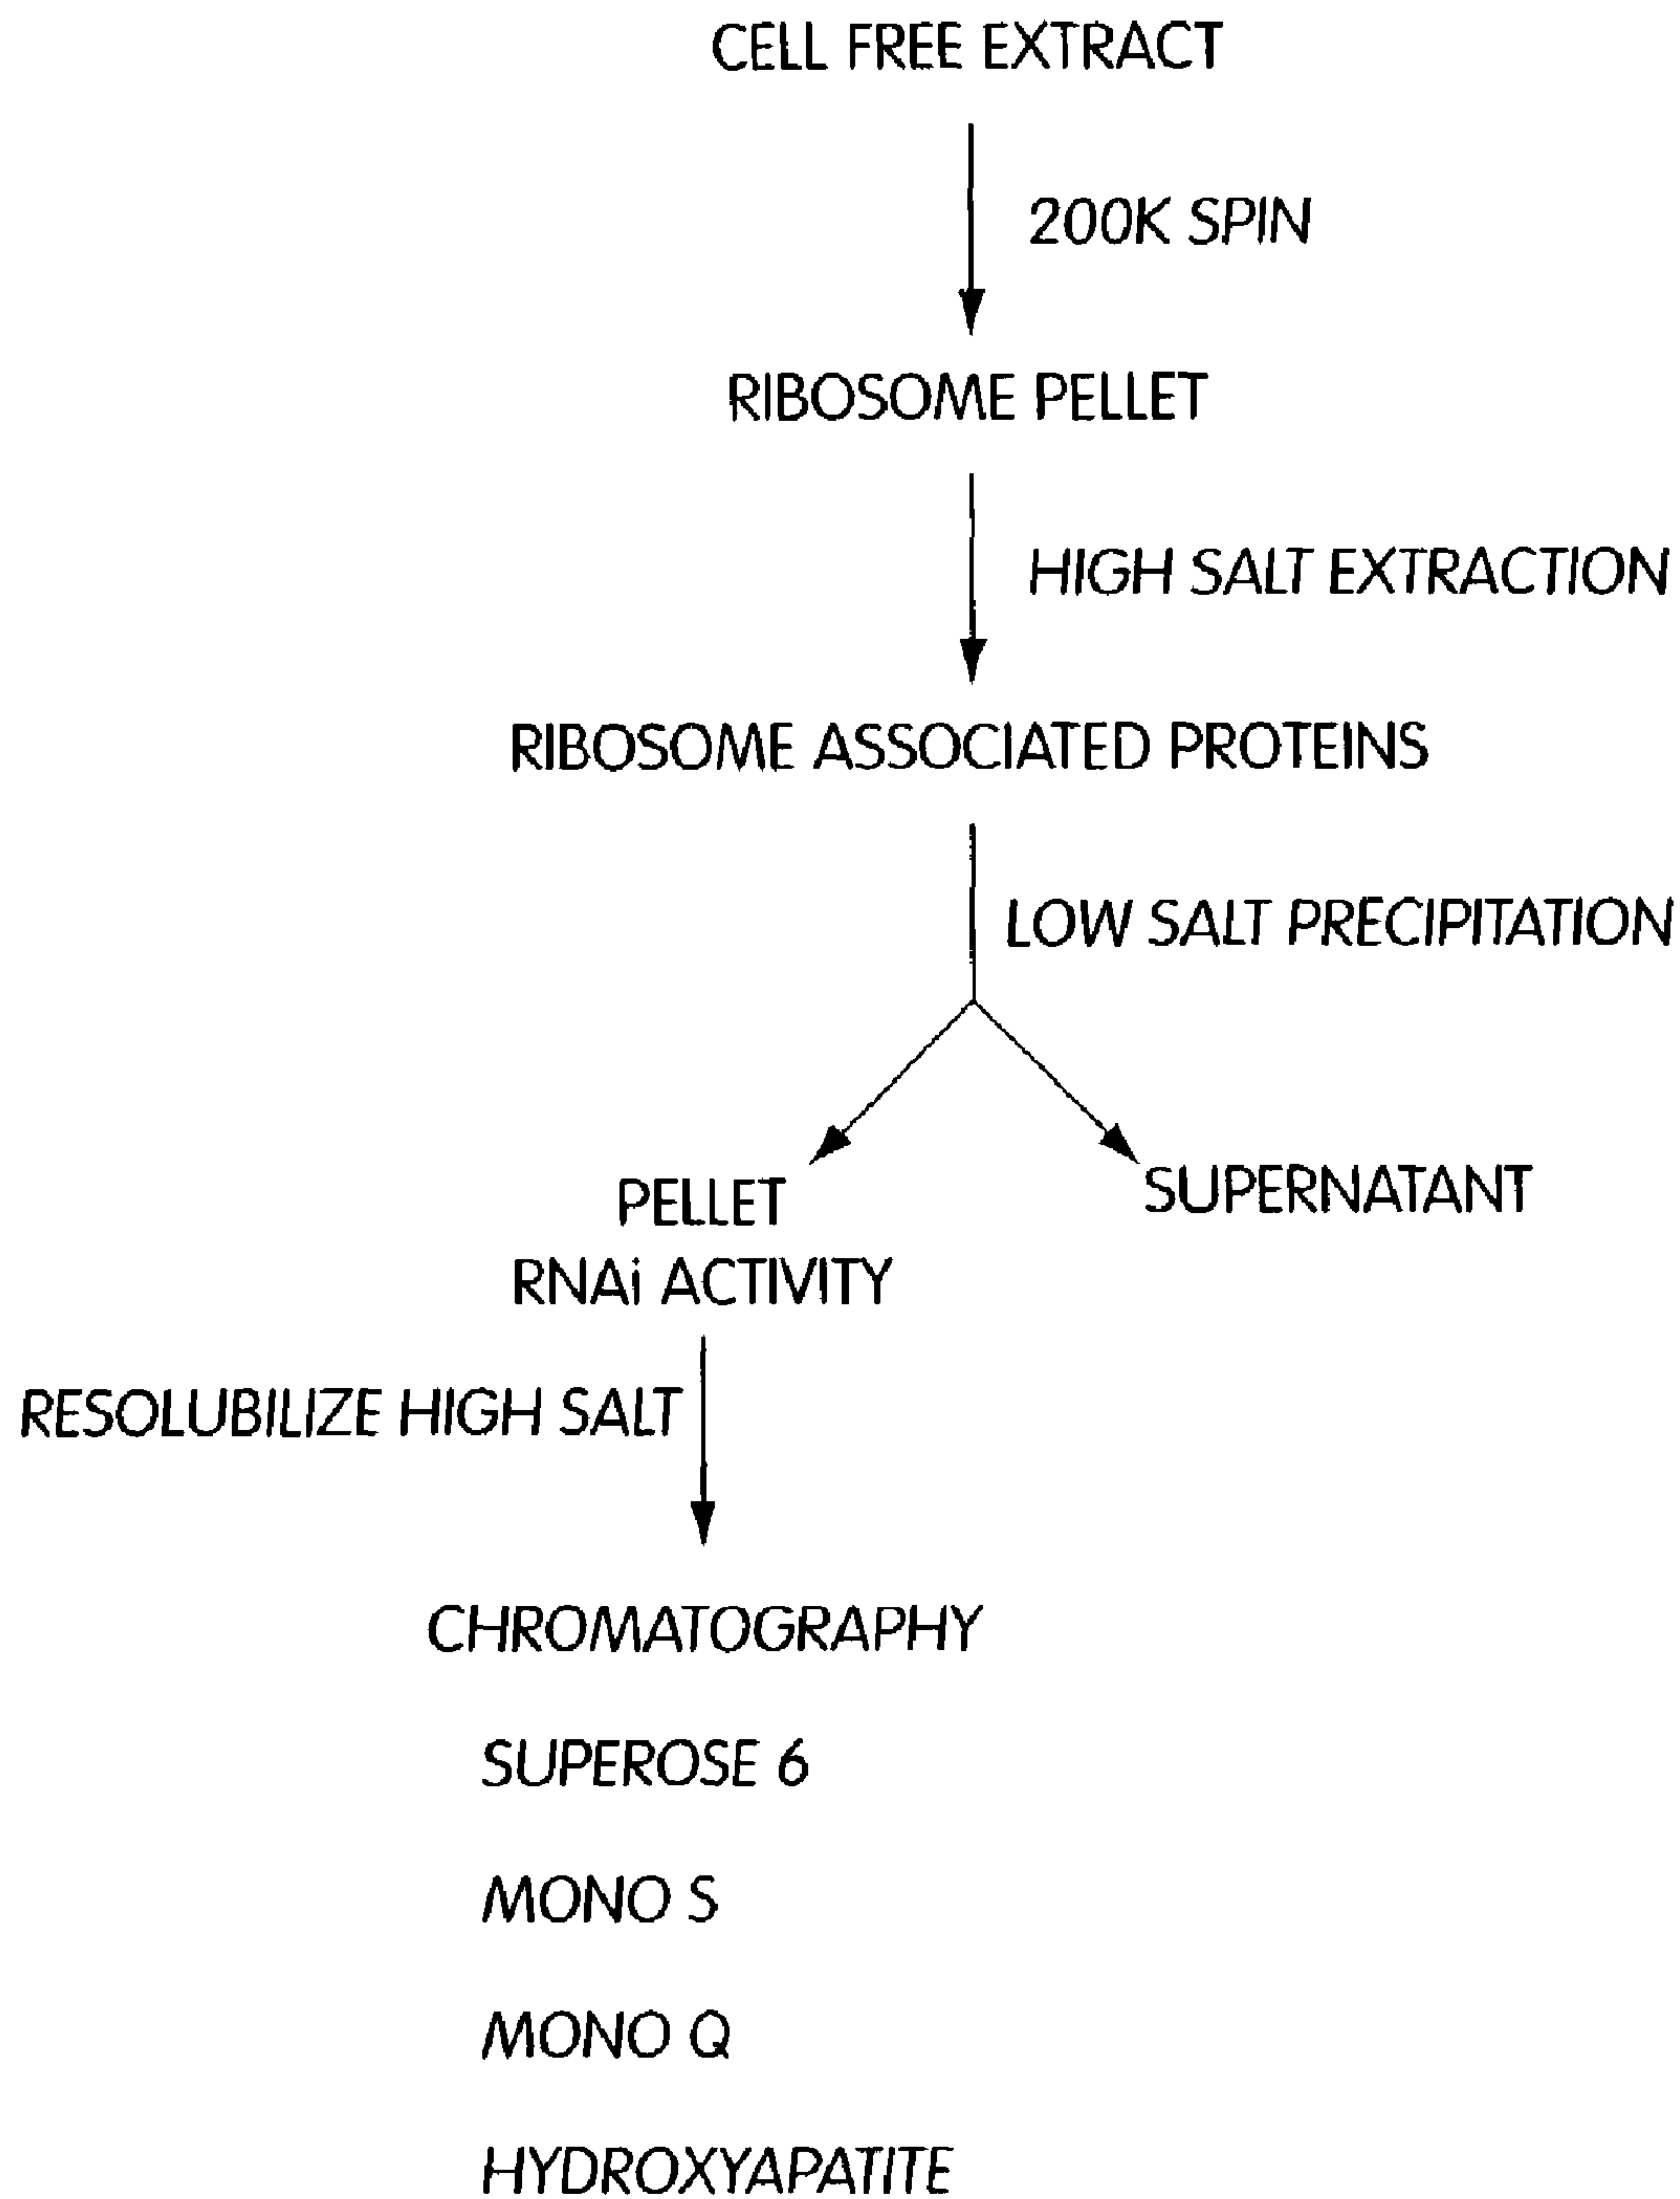 CELL FREE EXTRACT
200K SPIN
RIBOSOME PELLET
HIGH SALT EXTRACTION
RIBOSOME ASSOCIATED PROTEINS
LOW SALT PRECIPITATION
PELLET
SUPERNATANT
RNAi ACTIVITY
RESOLUBILIZE HIGH SALT
CHROMATOGRAPHY
SUPEROSE 6
MONO S
MONO Q
HYDROXYAPATITE